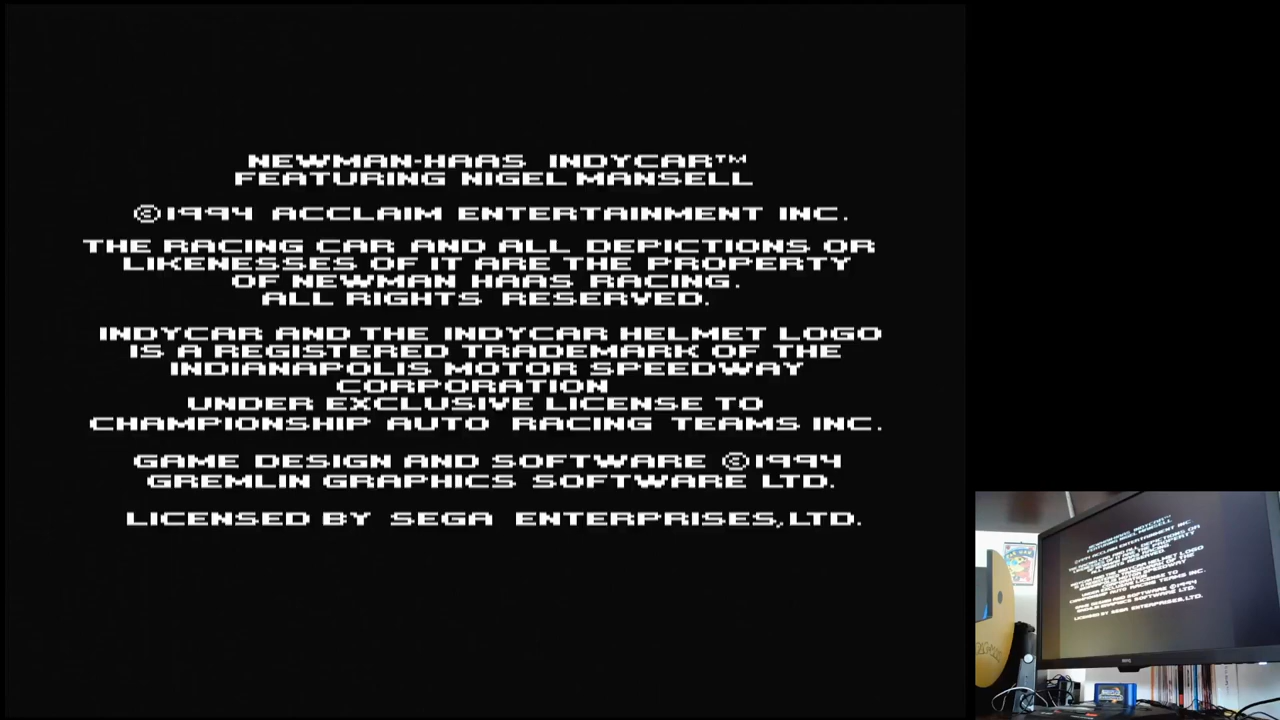 NEWMAN-HAAS INDYCAR™
FEATURING NIGEL MANSELL
©1994 ACCLAIM ENTERTAINMENT INC.
THE RACING CAR AND ALL DEPICTIONS OR
LIKENESSES OF IT ARE THE PROPERTY
OF NEWMAN HAAS RACING.
ALL RIGHTS RESERVED.
INDYCAR AND THE INDYCAR HELMET LOGO
IS A REGISTERED TRADEMARK OF THE
INDIANAPOLIS MOTOR SPEEDWAY
CORPORATION
UNDER EXCLUSIVE LICENSE TO
CHAMPIONSHIP AUTO RACING TEAMS INC.
GAME DESIGN AND SOFTWARE ©1994
GREMLIN GRAPHICS SOFTWARE LTD.
LICENSED BY SEGA ENTERPRISES,LTD.